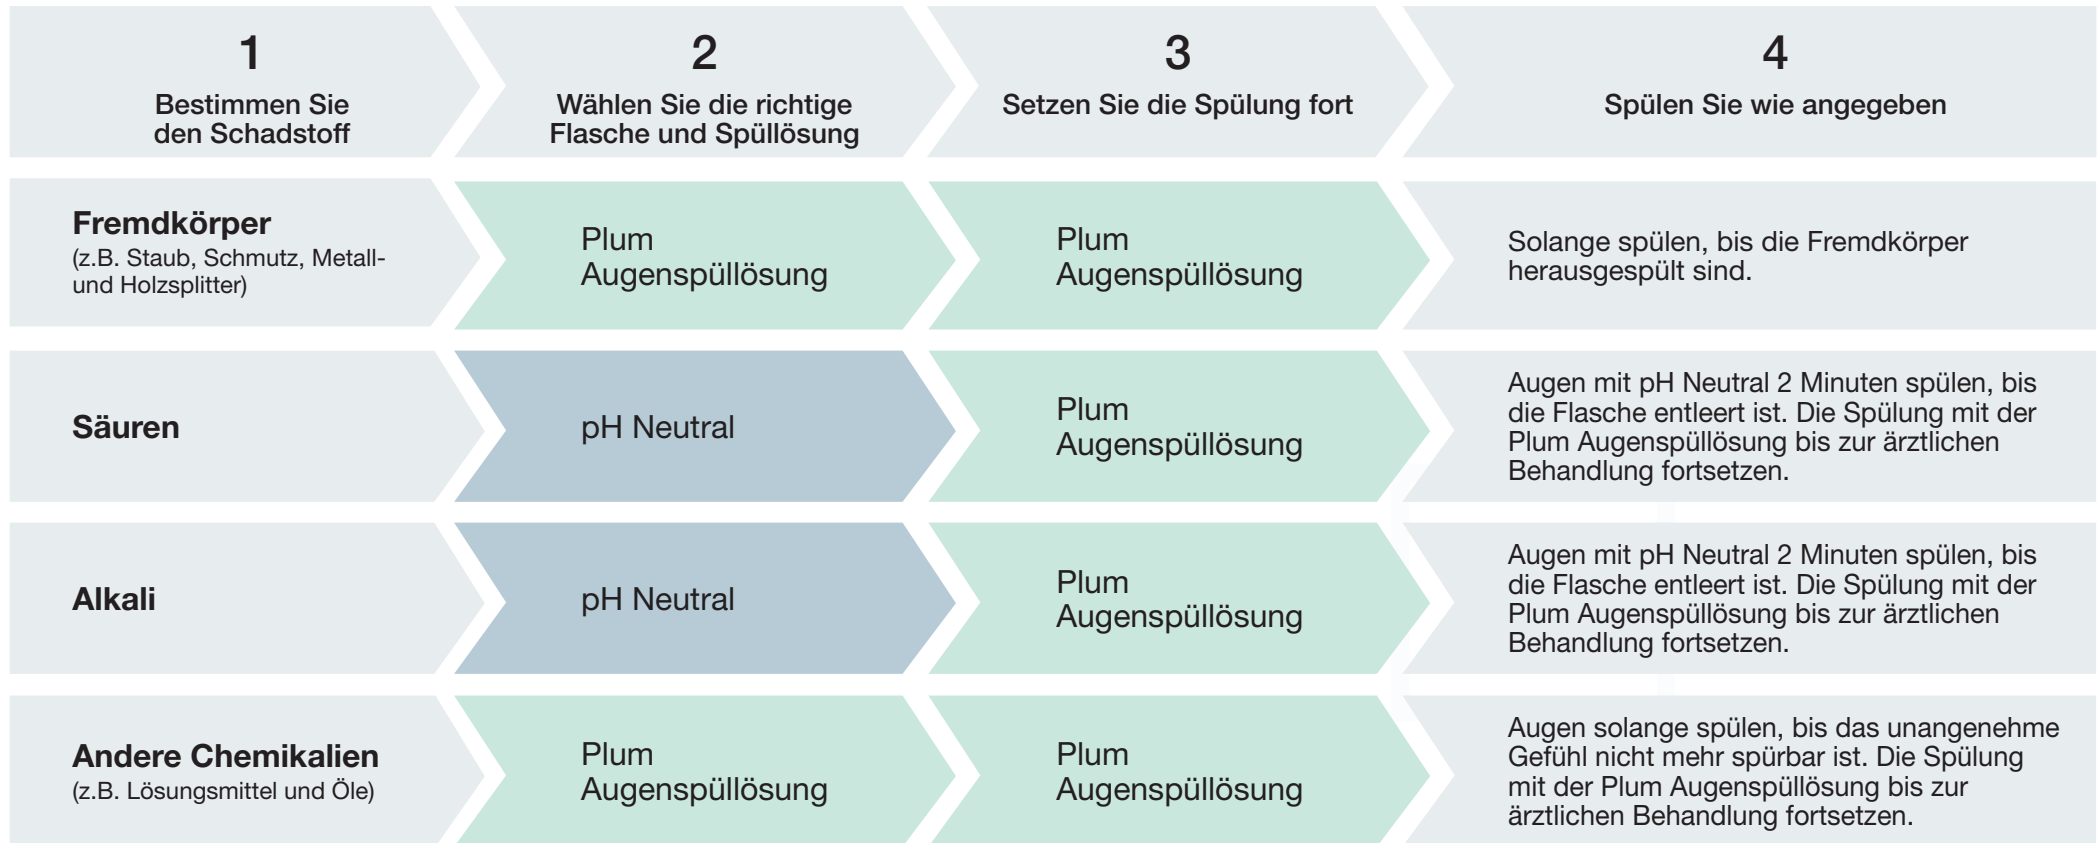 1
Bestimmen Sie
den Schadstoff
2
Wählen Sie die richtige
Flasche und Spüllösung
3
Setzen Sie die Spülung fort
4
Spülen Sie wie angegeben
Fremdkörper
(z.B. Staub, Schmutz, Metall-
und Holzsplitter)
Plum
Augenspüllösung
Plum
Augenspüllösung
Solange spülen, bis die Fremdkörper
herausgespült sind.
Säuren
pH Neutral
Plum
Augenspüllösung
Augen mit pH Neutral 2 Minuten spülen, bis
die Flasche entleert ist. Die Spülung mit der
Plum Augenspüllösung bis zur ärztlichen
Behandlung fortsetzen.
Alkali
pH Neutral
Plum
Augenspüllösung
Augen mit pH Neutral 2 Minuten spülen, bis
die Flasche entleert ist. Die Spülung mit der
Plum Augenspüllösung bis zur ärztlichen
Behandlung fortsetzen.
Andere Chemikalien
(z.B. Lösungsmittel und Öle)
Plum
Augenspüllösung
Plum
Augenspüllösung
Augen solange spülen, bis das unangenehme
Gefühl nicht mehr spürbar ist. Die Spülung
mit der Plum Augenspüllösung bis zur
ärztlichen Behandlung fortsetzen.